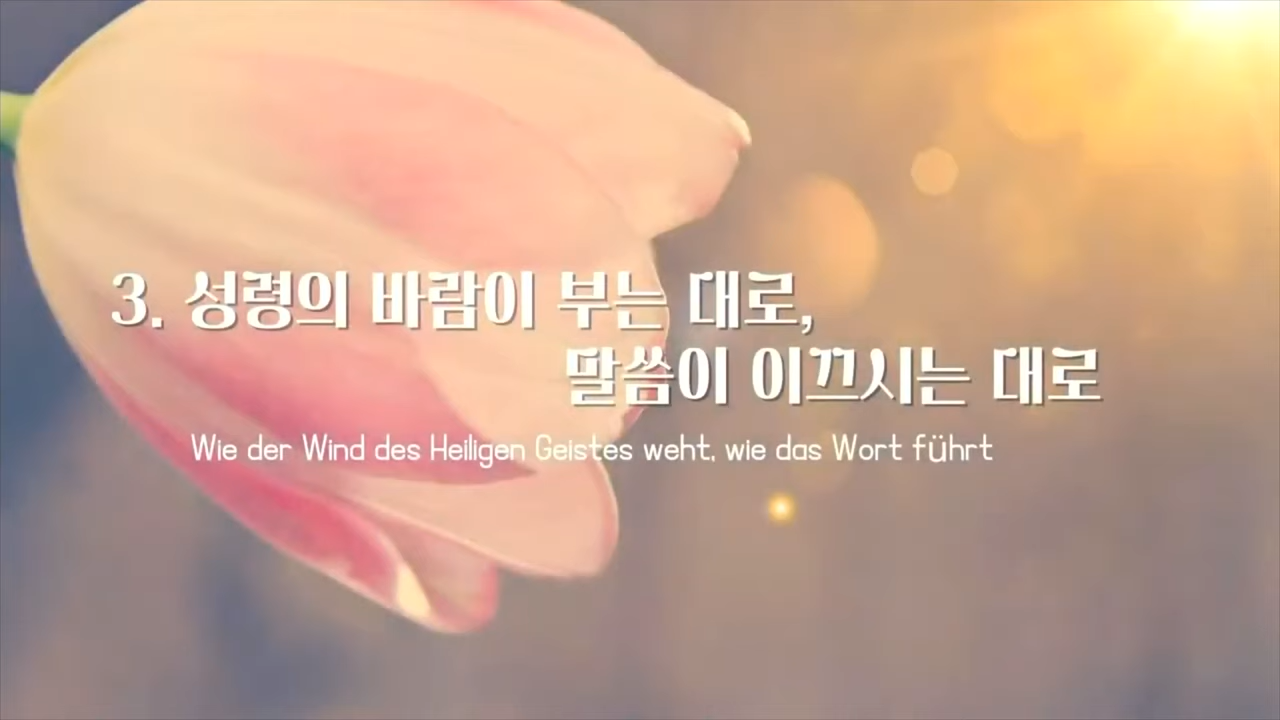 3. 성령의 바람이 부는 대로,
말씀이 이끄시는 대로
Wie der Wind des Heiligen Geistes weht, wie das Wort führt